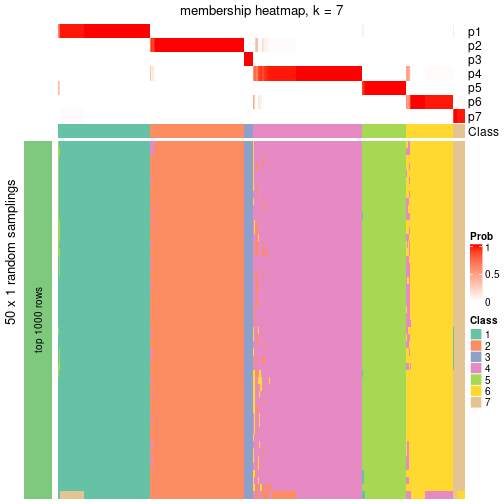 membership heatmap, k = 7
p1
p2
p3
p4
p5
p6
p7
Class
50 x 1 random samplings
top 1000 rows
Prob
1
0.5
0
Class
1
2
3
4
5
6
7